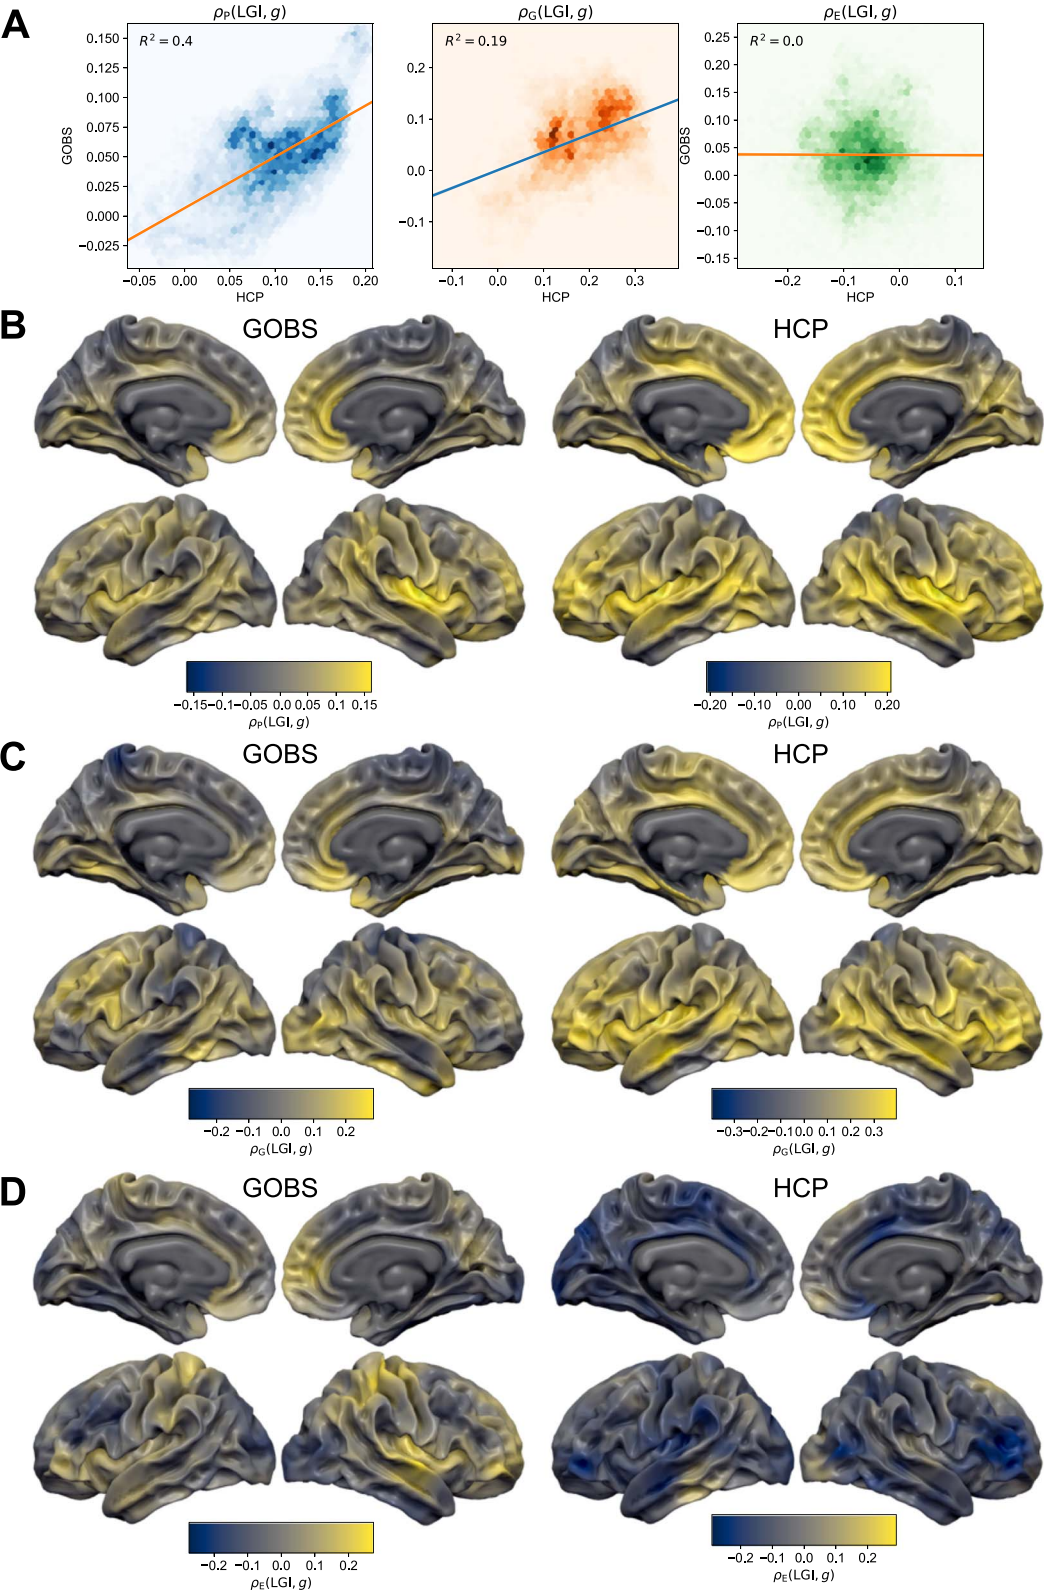 A
ρP(LGI, g)
ρG(LGI, g)
ρE(LGI, g)
R² = 0.4
R² = 0.19
R² = 0.0
0.150
0.125
0.100
0.075
0.050
0.025
0.000
−0.025
GOBS
−0.05 0.00 0.05 0.10 0.15 0.20
HCP
0.2
0.1
0.0
−0.1
−0.1 0.0 0.1 0.2 0.3
HCP
0.25
0.20
0.15
0.10
0.05
0.00
−0.05
−0.10
−0.15
GOBS
−0.2 −0.1 0.0 0.1
HCP
B
GOBS
HCP
−0.15−0.1−0.05 0.0 0.05 0.1 0.15
ρP(LGI, g)
−0.20 −0.10 0.00 0.10 0.20
ρP(LGI, g)
C
GOBS
HCP
−0.2 −0.1 0.0 0.1 0.2
ρG(LGI, g)
−0.3−0.2−0.10.0 0.1 0.2 0.3
ρG(LGI, g)
D
GOBS
HCP
−0.2 −0.1 0.0 0.1 0.2
ρE(LGI, g)
−0.2 −0.1 0.0 0.1 0.2
ρE(LGI, g)